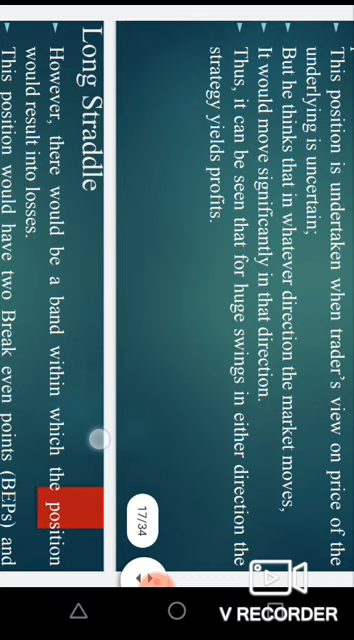 This position is undertaken when trader's view on price of the
underlying is uncertain;
But he thinks that in whatever direction the market moves,
It would move significantly in that direction.
Thus, it can be seen that for huge swings in either direction the
strategy yields profits.
17/34
Long Straddle
However, there would be a band within which the position
would result into losses.
This position would have two Break even points (BEPs) and
V RECORDER